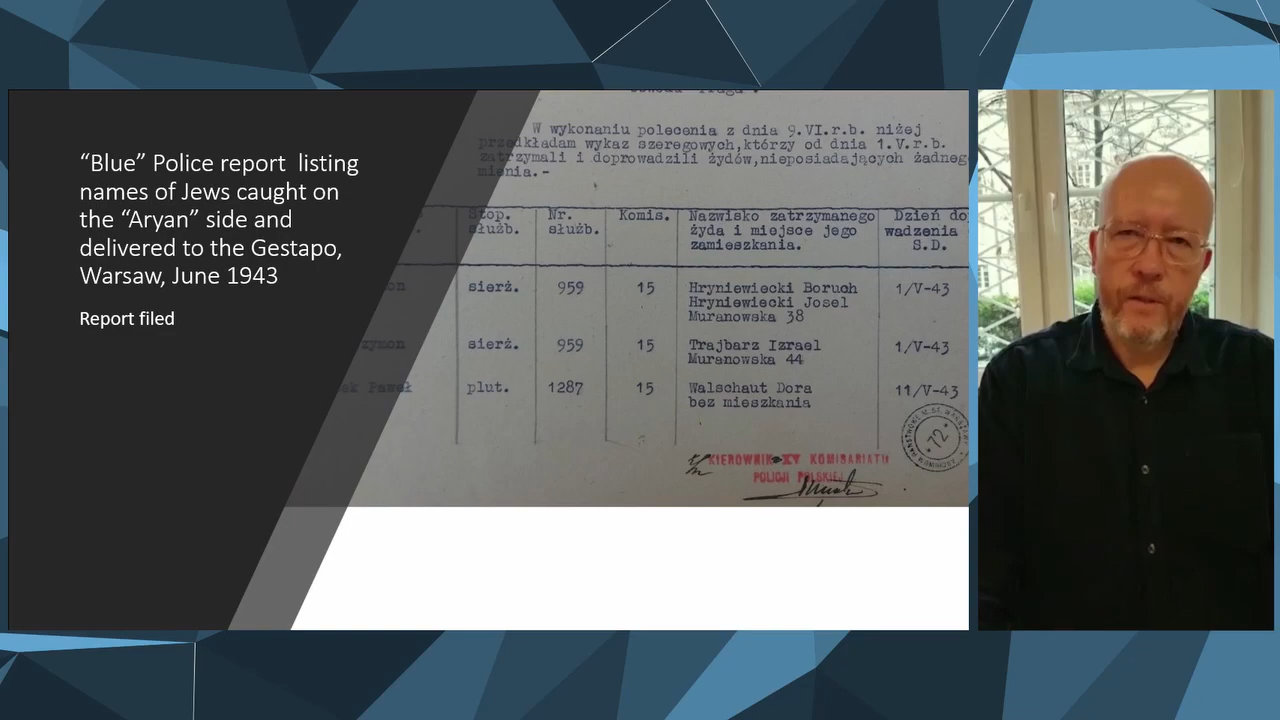 “Blue” Police report listing
names of Jews caught on
the “Aryan” side and
delivered to the Gestapo,
Warsaw, June 1943
Report filed
W wykonaniu polecenia z dnia 9.VI.r.b. niżej
przedkładam wykaz szeregowych,którzy od dnia 1.V.r.b.
zatrzymali i doprowadzili żydów,nieposiadających żadnego
mienia.-
Stop. służb.
Nr. służb.
Komis.
Nazwisko zatrzymanego
żyda i miejsce jego
zamieszkania.
Dzień do
wadzenia
S.D.
sierż. 959 15 Hryniewiecki Boruch 1/V-43
Hryniewiecki Josel
Muranowska 38
zymon sierż. 959 15 Trajbarz Izrael 1/V-43
Muranowska 44
Paweł plut. 1287 15 Walschaut Dora 11/V-43
bez mieszkania
72
KIEROWNIK XV KOMISARIATU
POLICJI POLSKIEJ